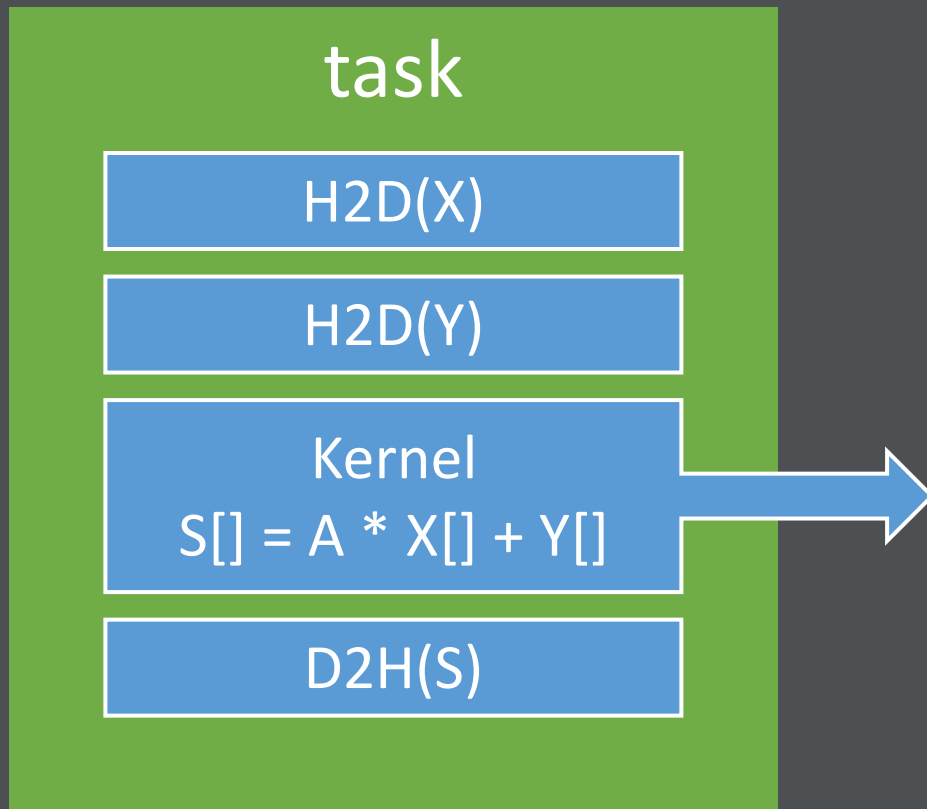 task
H2D(X)
H2D(Y)
Kernel
S[] = A * X[] + Y[]
D2H(S)